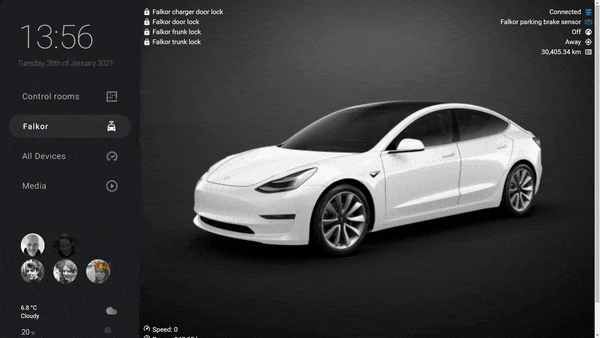 13:56
Tuesday, 26th of January 2021
Control rooms
Falkor
All Devices
Media
6.8 °C
Cloudy
20 °C
Falkor charger door lock
Falkor door lock
Falkor frunk lock
Falkor trunk lock
Connected
Falkor parking brake sensor
Off
Away
30,405.34 km
Speed: 0